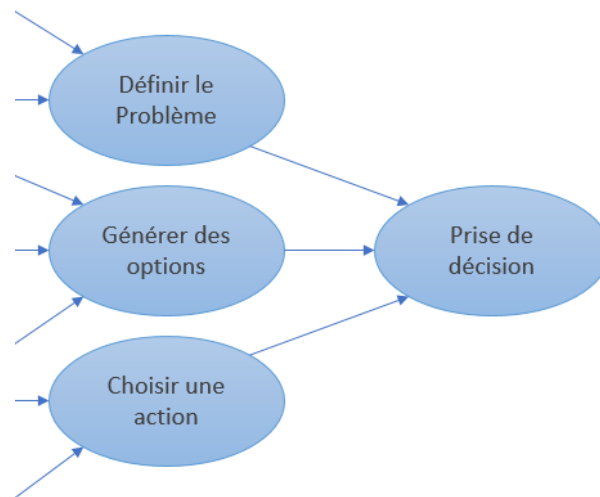 Définir le
Problème
Générer des
options
Prise de
décision
Choisir une
action